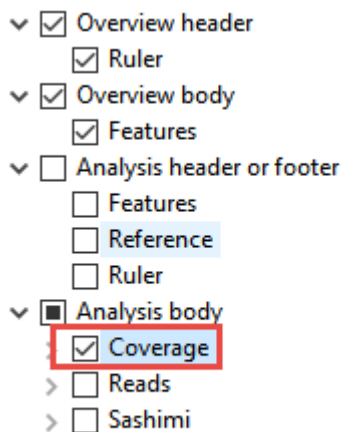 Overview header
Ruler
Overview body
Features
Analysis header or footer
Features
Reference
Ruler
Analysis body
Coverage
Reads
Sashimi